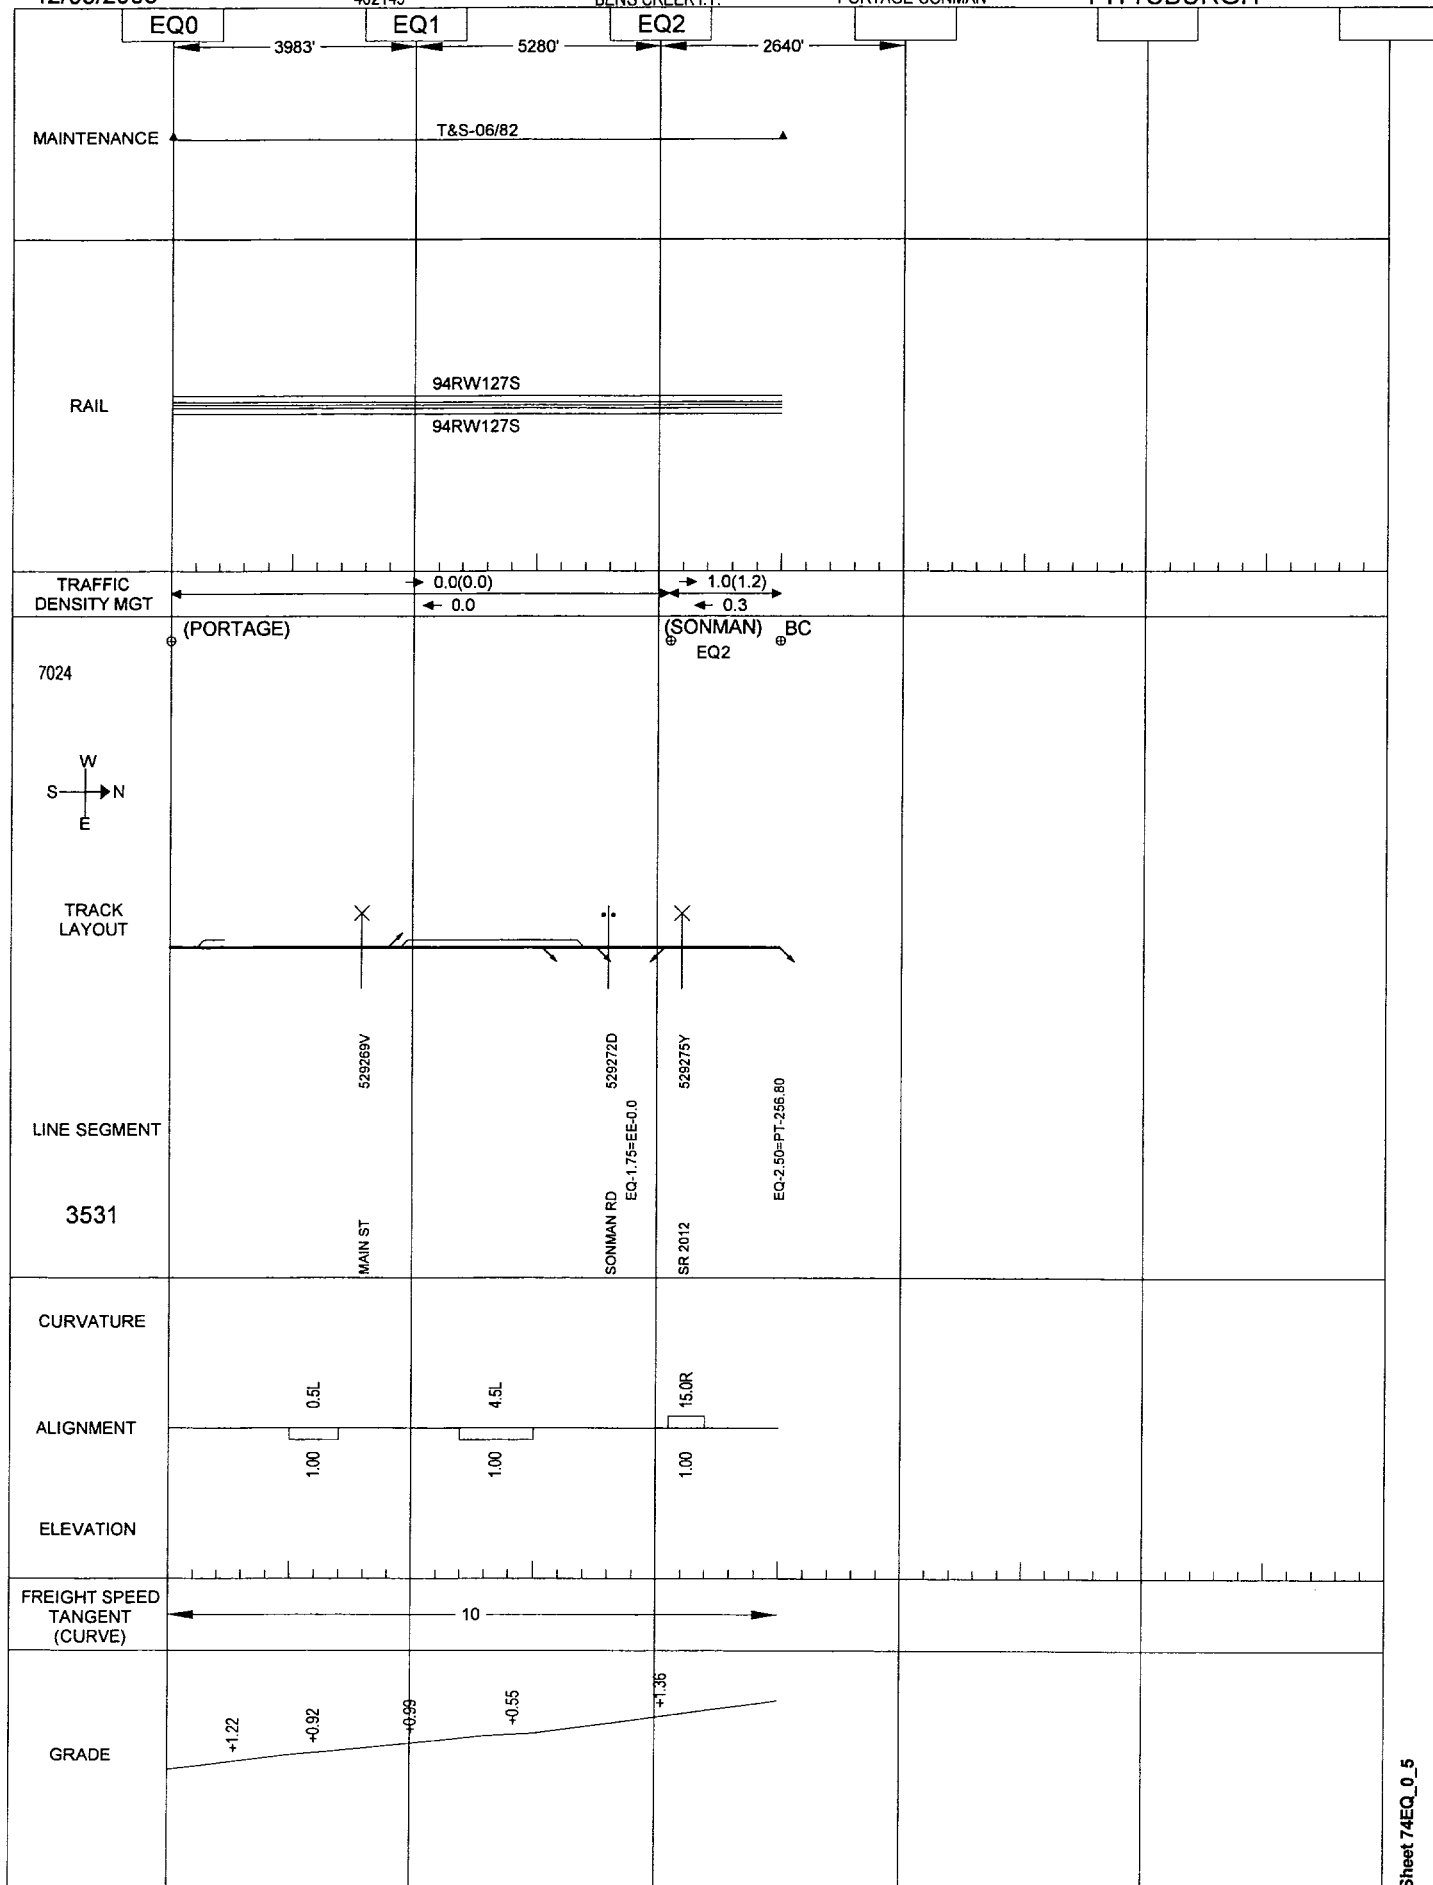 EQ0 EQ1 EQ2
3983' 5280' 2640'
MAINTENANCE
T&S-06/82
94RW127S
RAIL
94RW127S
TRAFFIC
DENSITY MGT
0.0(0.0) 1.0(1.2)
0.0 0.3
(PORTAGE) (SONMAN) BC
EQ2
7024
W
S N
E
TRACK
LAYOUT
529269V
529272D
529275Y
EQ-1.75=EE-0.0
EQ-2.50=PT-256.80
LINE SEGMENT
3531
MAIN ST
SONMAN RD
SR 2012
CURVATURE
0.5L 4.5L 15.0R
ALIGNMENT
1.00 1.00 1.00
ELEVATION
FREIGHT SPEED
TANGENT
(CURVE)
10
+1.22 +0.92 +0.99 +0.55 +1.36
GRADE
Sheet 74EQ_0_5